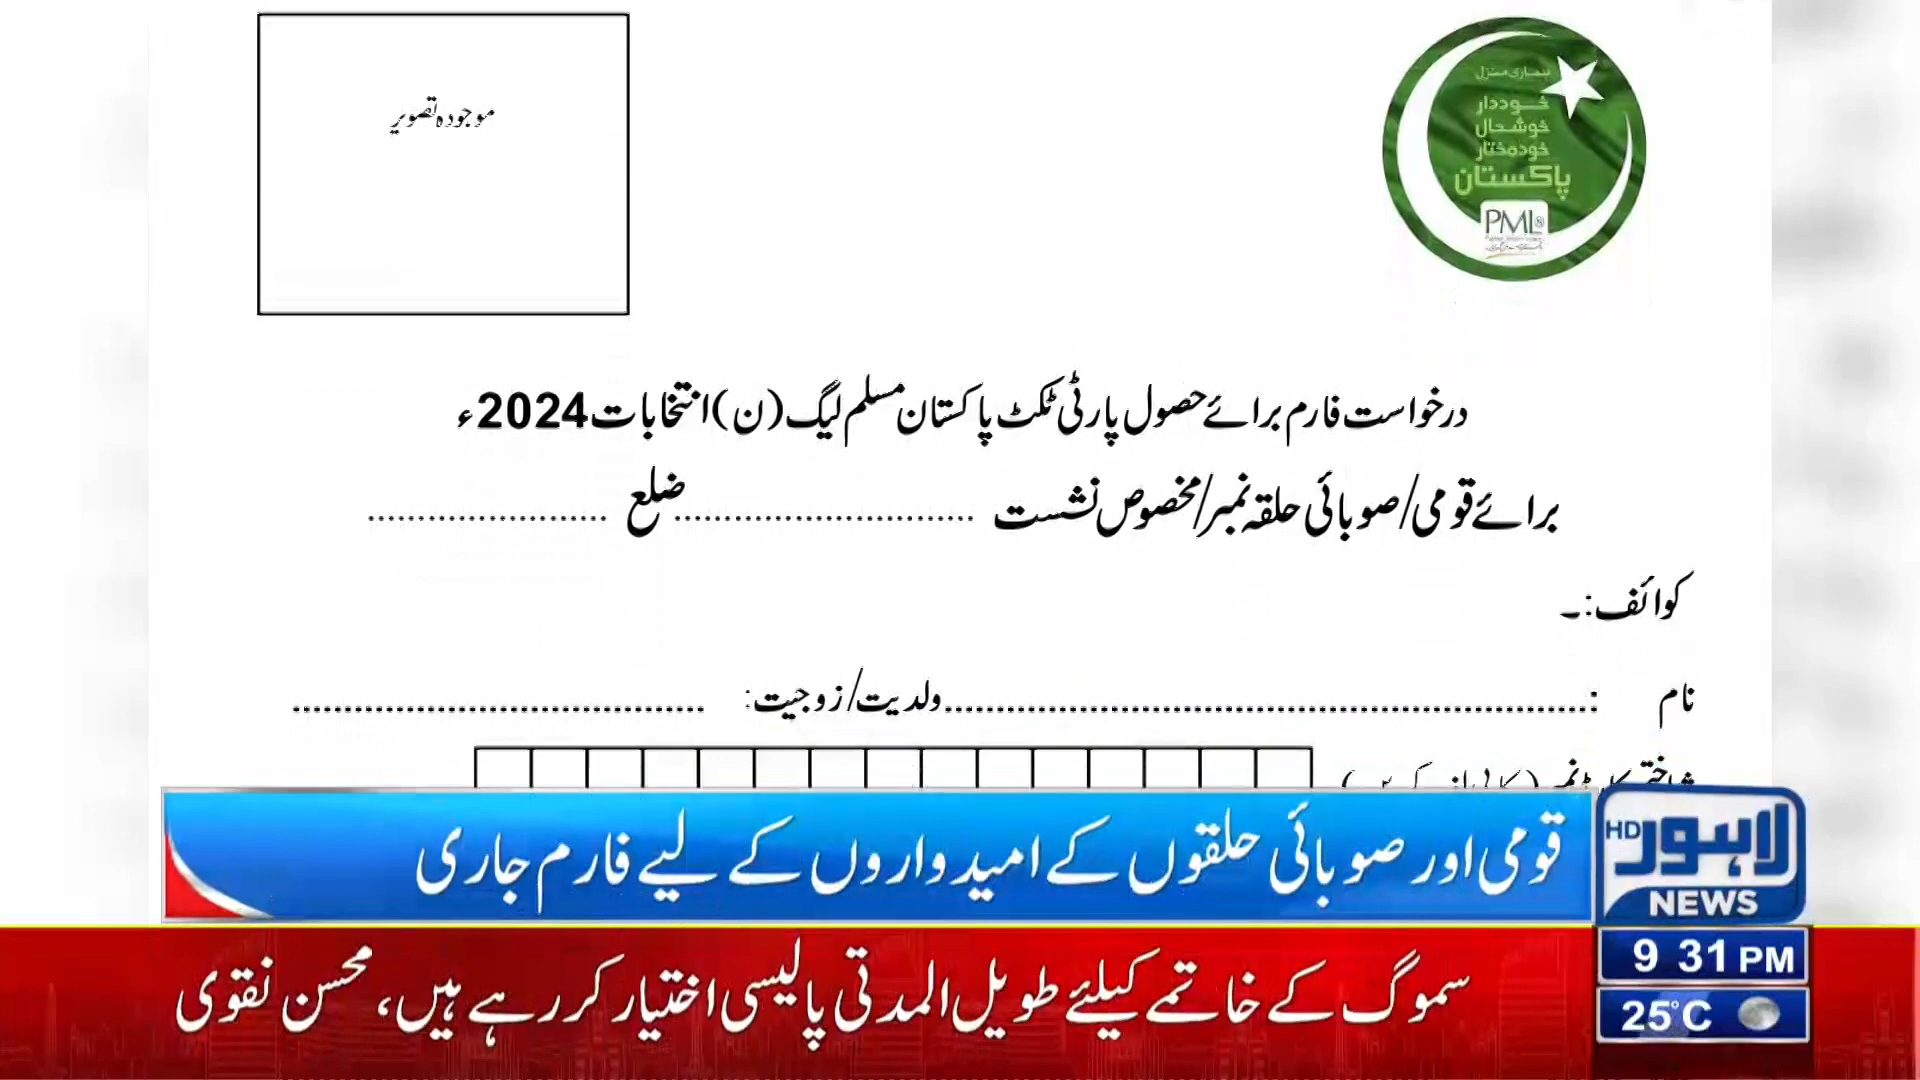 موجودہ تصویر
ہماری منزل
خوددار
خوشحال
خودمختار
پاکستان
PML
درخواست فارم برائے حصول پارٹی ٹکٹ پاکستان مسلم لیگ (ن) انتخابات 2024ء
برائے قومی/صوبائی حلقہ نمبر/مخصوص نشست ............................ ضلع ........................
کوائف:۔
نام : ................................................ ولدیت/زوجیت: ....................................
قومی اور صوبائی حلقوں کے امیدواروں کے لیے فارم جاری
لاہور HD
NEWS
سموگ کے خاتمے کیلئے طویل المدتی پالیسی اختیار کر رہے ہیں، محسن نقوی
9 31 PM
25°C